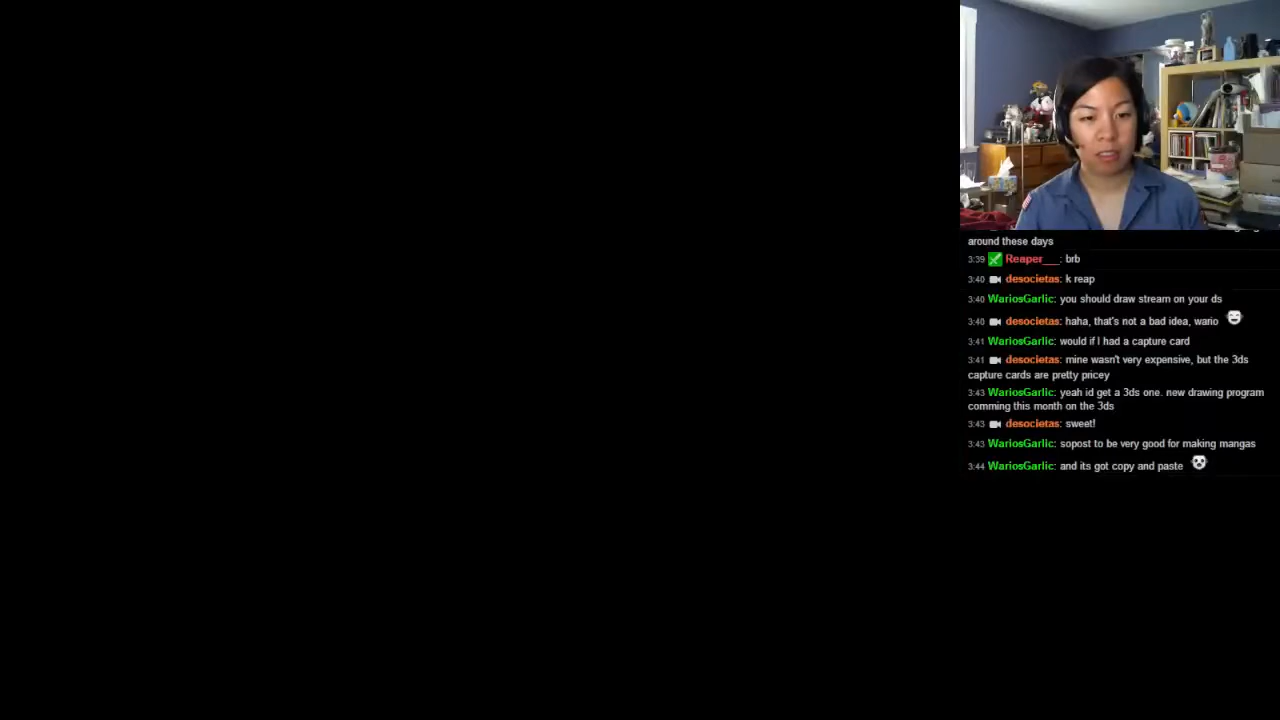 around these days
3:39 Reaper___: brb
3:40 desocietas: k reap
3:40 WariosGarlic: you should draw stream on your ds
3:40 desocietas: haha, that's not a bad idea, wario
3:41 WariosGarlic: would if I had a capture card
3:41 desocietas: mine wasn't very expensive, but the 3ds
capture cards are pretty pricey
3:43 WariosGarlic: yeah id get a 3ds one. new drawing program
comming this month on the 3ds
3:43 desocietas: sweet!
3:43 WariosGarlic: sopost to be very good for making mangas
3:44 WariosGarlic: and its got copy and paste